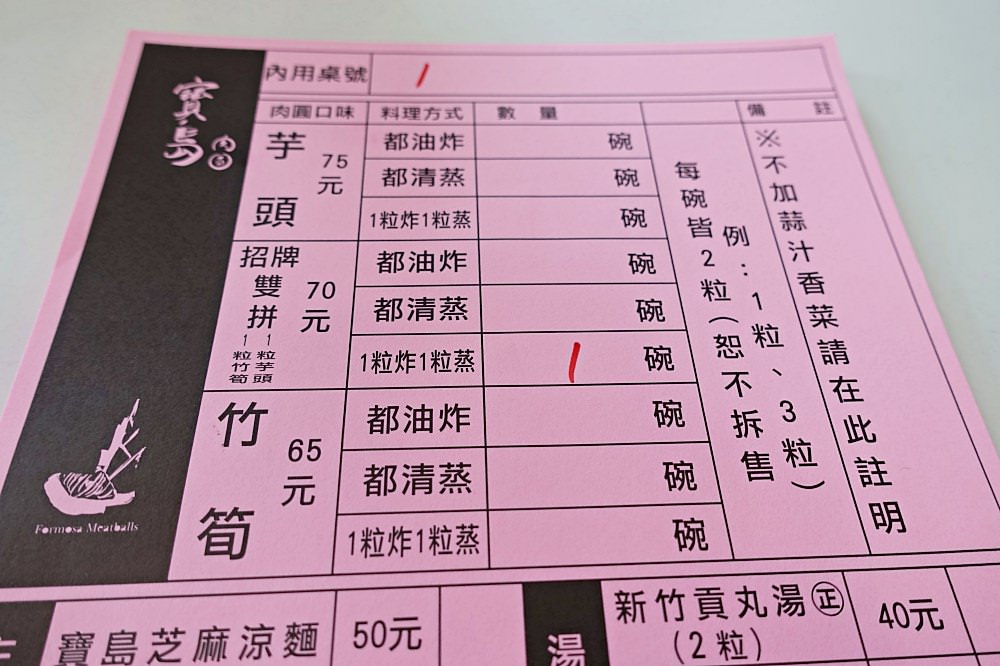 寶島肉圓
Formosa Meatballs
內用桌號 1
肉圓口味 料理方式 數量 備註
芋頭 75元
都油炸 碗
都清蒸 碗
1粒炸1粒蒸 碗
招牌雙拼 70元
1粒竹筍
1粒芋頭
都油炸 碗
都清蒸 碗
1粒炸1粒蒸 1 碗
竹筍 65元
都油炸 碗
都清蒸 碗
1粒炸1粒蒸 碗
每碗皆2粒(恕不拆售
例:1粒、3粒)
※不加蒜汁香菜請在此註明
寶島芝麻涼麵 50元
湯
新竹貢丸湯㊣ 40元
(2粒)